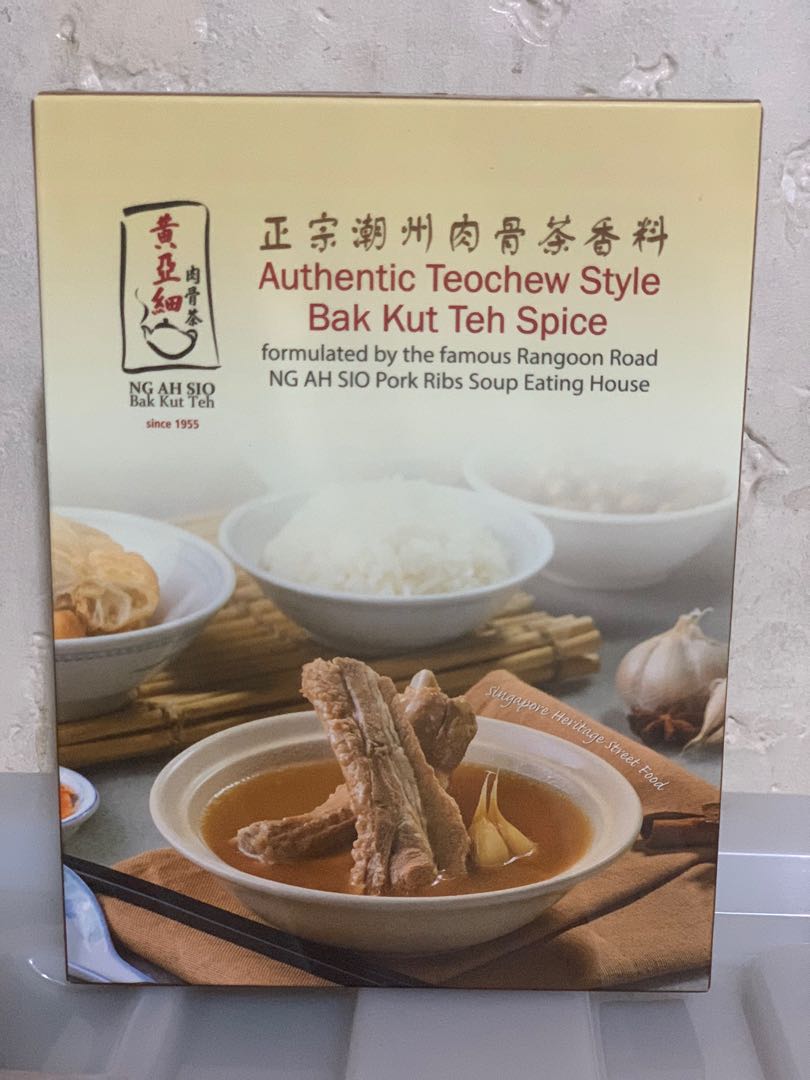 黃亞細
肉骨茶
NG AH SIO
Bak Kut Teh
since 1955
正宗潮州肉骨茶香料
Authentic Teochew Style
Bak Kut Teh Spice
formulated by the famous Rangoon Road
NG AH SIO Pork Ribs Soup Eating House
Singapore Heritage Street Food